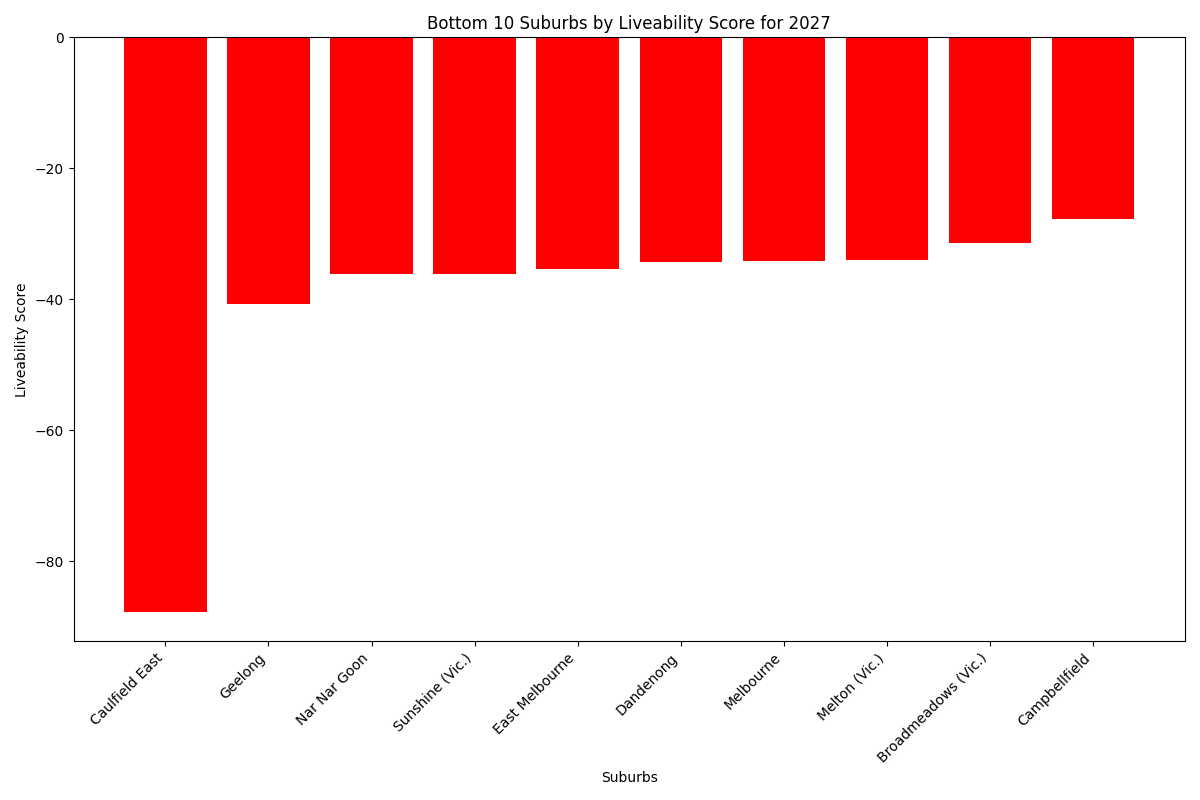 Bottom 10 Suburbs by Liveability Score for 2027
0
−20
−40
−60
−80
Liveability Score
Caulfield East
Geelong
Nar Nar Goon
Sunshine (Vic.)
East Melbourne
Dandenong
Melbourne
Melton (Vic.)
Broadmeadows (Vic.)
Campbellfield
Suburbs